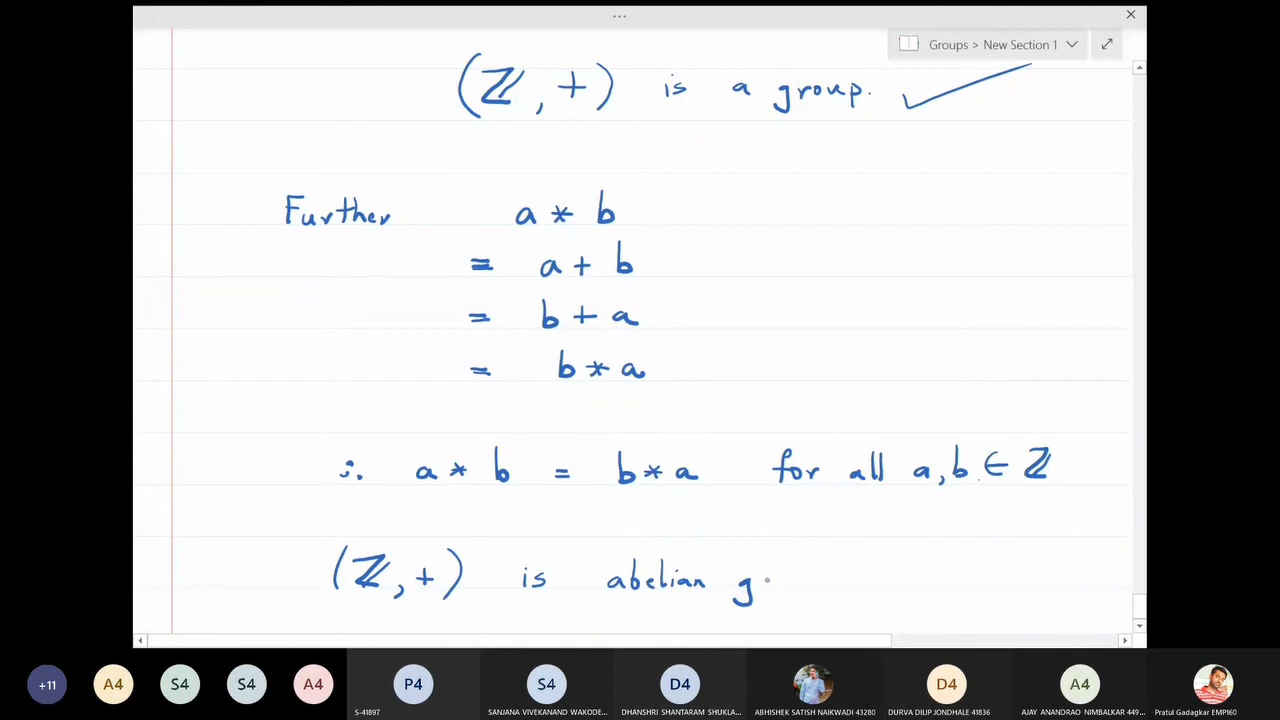 Groups > New Section 1
(ℤ, +) is a group.
Further a * b
= a + b
= b + a
= b * a
∴ a * b = b * a for all a, b ∈ ℤ
(ℤ, +) is abelian g
+11 A4 S4 S4 A4 P4 S4 D4 D4 A4
S-41897 SANJANA VIVEKANAND WAKODE... DHANSHRI SHANTARAM SHUKLA... ABHISHEK SATISH NAIKWADI 43280 DURVA DILIP JONDHALE 41836 AJAY ANANDRAO NIMBALKAR 449... Pratul Gadagkar EMP160